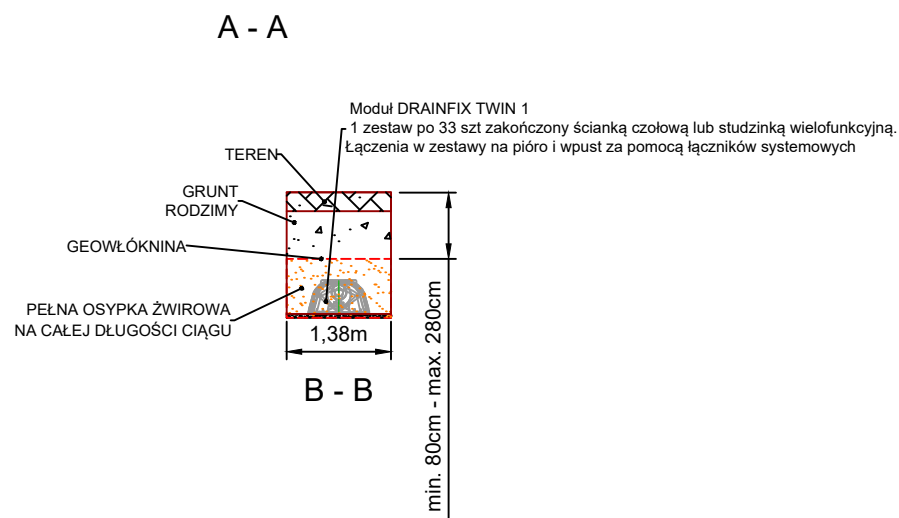 A - A
Moduł DRAINFIX TWIN 1
1 zestaw po 33 szt zakończony ścianką czołową lub studzinką wielofunkcyjną.
Łączenia w zestawy na pióro i wpust za pomocą łączników systemowych
TEREN
GRUNT
RODZIMY
GEOWŁÓKNINA
PEŁNA OSYPKA ŻWIROWA
NA CAŁEJ DŁUGOŚCI CIĄGU
1,38m
B - B
min. 80cm - max. 280cm